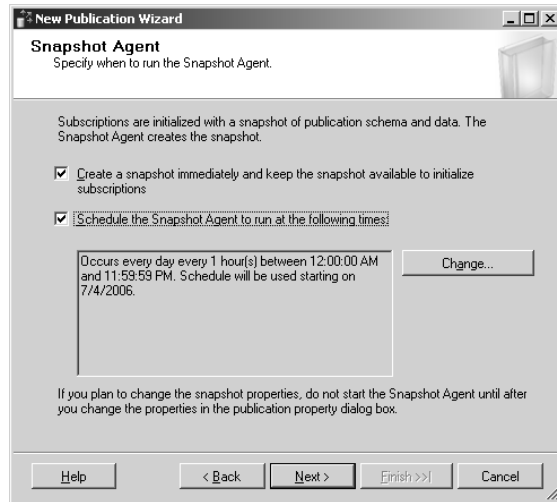 New Publication Wizard
Snapshot Agent
Specify when to run the Snapshot Agent.
Subscriptions are initialized with a snapshot of publication schema and data. The
Snapshot Agent creates the snapshot.
Create a snapshot immediately and keep the snapshot available to initialize
subscriptions
Schedule the Snapshot Agent to run at the following times:
Occurs every day every 1 hour(s) between 12:00:00 AM
and 11:59:59 PM. Schedule will be used starting on
7/4/2006.
Change...
If you plan to change the snapshot properties, do not start the Snapshot Agent until after
you change the properties in the publication property dialog box.
Help
< Back
Next >
Finish >>|
Cancel